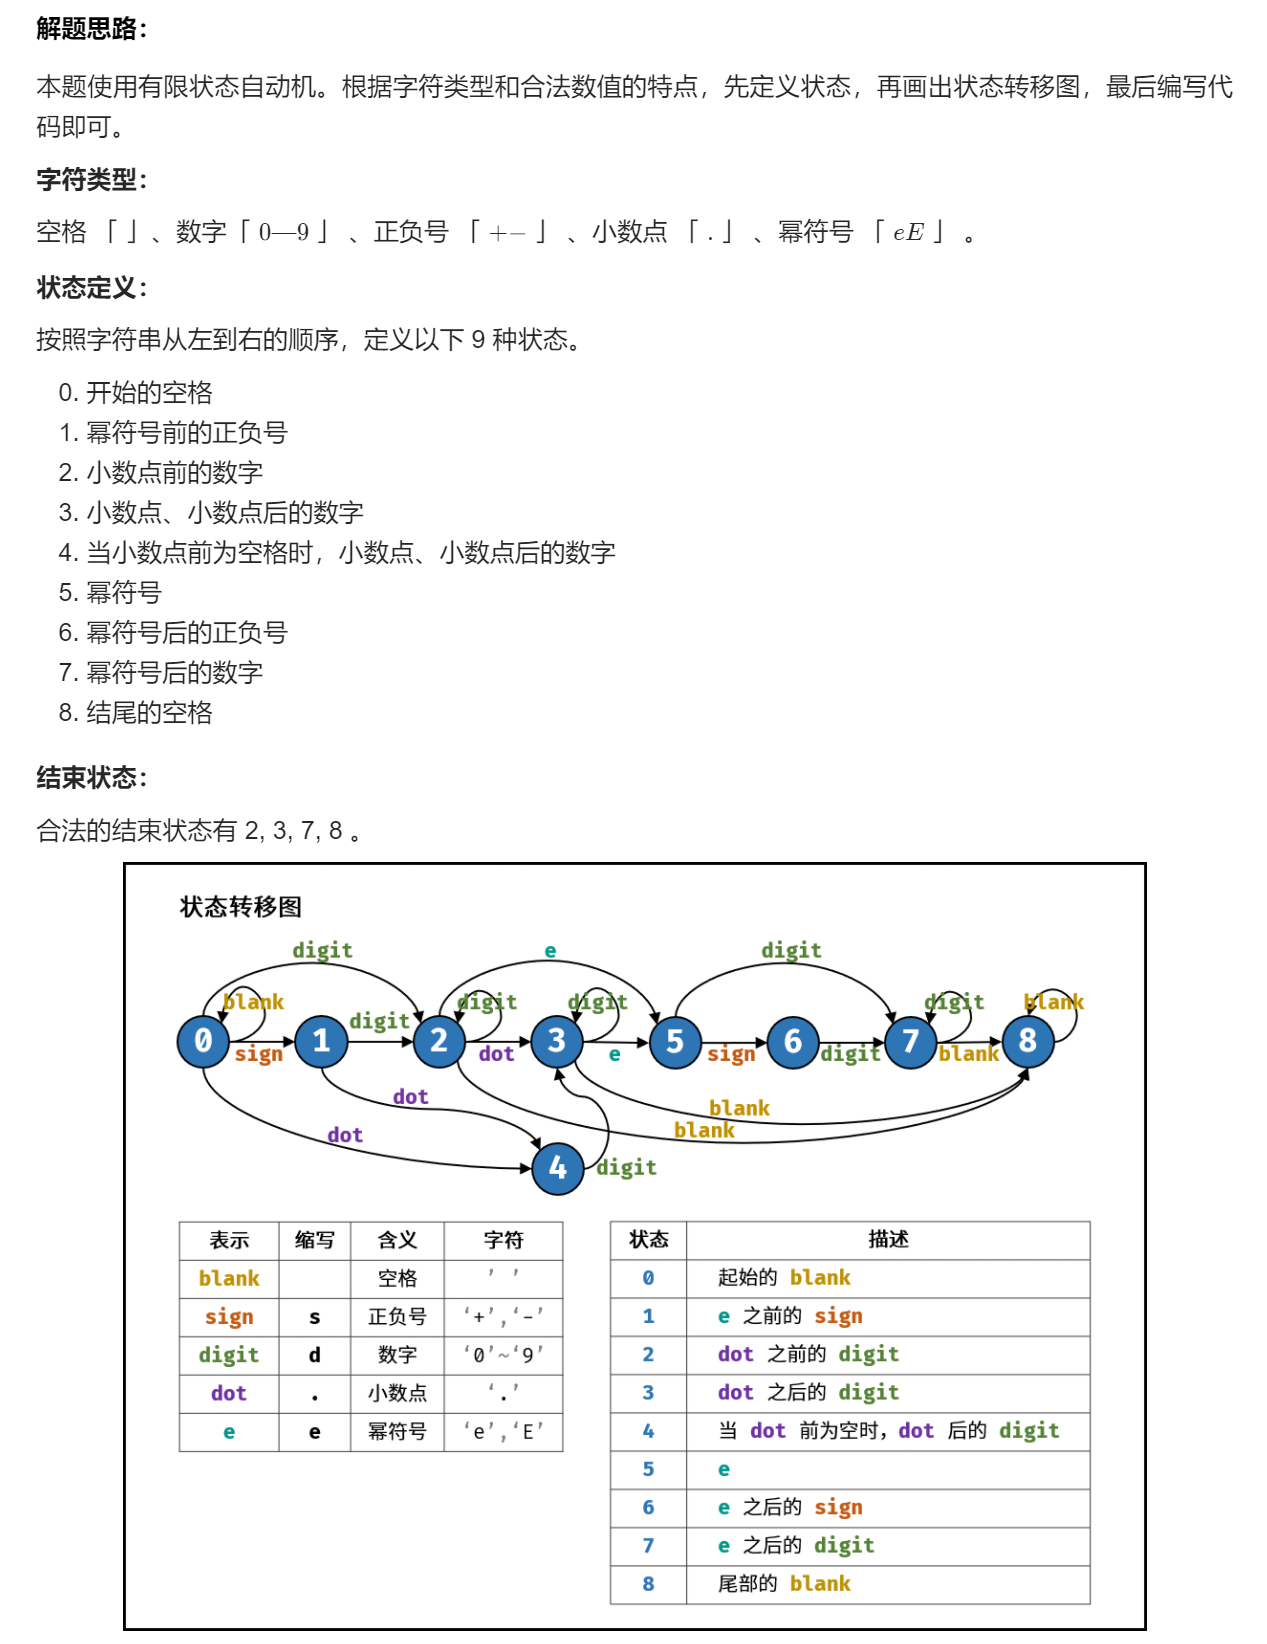 解题思路：
本题使用有限状态自动机。根据字符类型和合法数值的特点，先定义状态，再画出状态转移图，最后编写代
码即可。
字符类型：
空格 「 」、数字「 0—9 」 、正负号 「 +− 」 、小数点 「 . 」 、幂符号 「 eE 」 。
状态定义：
按照字符串从左到右的顺序，定义以下 9 种状态。
0. 开始的空格
1. 幂符号前的正负号
2. 小数点前的数字
3. 小数点、小数点后的数字
4. 当小数点前为空格时，小数点、小数点后的数字
5. 幂符号
6. 幂符号后的正负号
7. 幂符号后的数字
8. 结尾的空格
结束状态：
合法的结束状态有 2, 3, 7, 8 。
状态转移图
digit e digit
blank digit digit digit blank
digit
0 1 2 3 5 6 7 8
sign dot e sign digit blank
dot blank
dot blank
4 digit
表示 缩写 含义 字符
blank 空格 ’ ’
sign s 正负号 ‘+’,‘-’
digit d 数字 ‘0’~‘9’
dot . 小数点 ‘.’
e e 幂符号 ‘e’,‘E’
状态 描述
0 起始的 blank
1 e 之前的 sign
2 dot 之前的 digit
3 dot 之后的 digit
4 当 dot 前为空时，dot 后的 digit
5 e
6 e 之后的 sign
7 e 之后的 digit
8 尾部的 blank